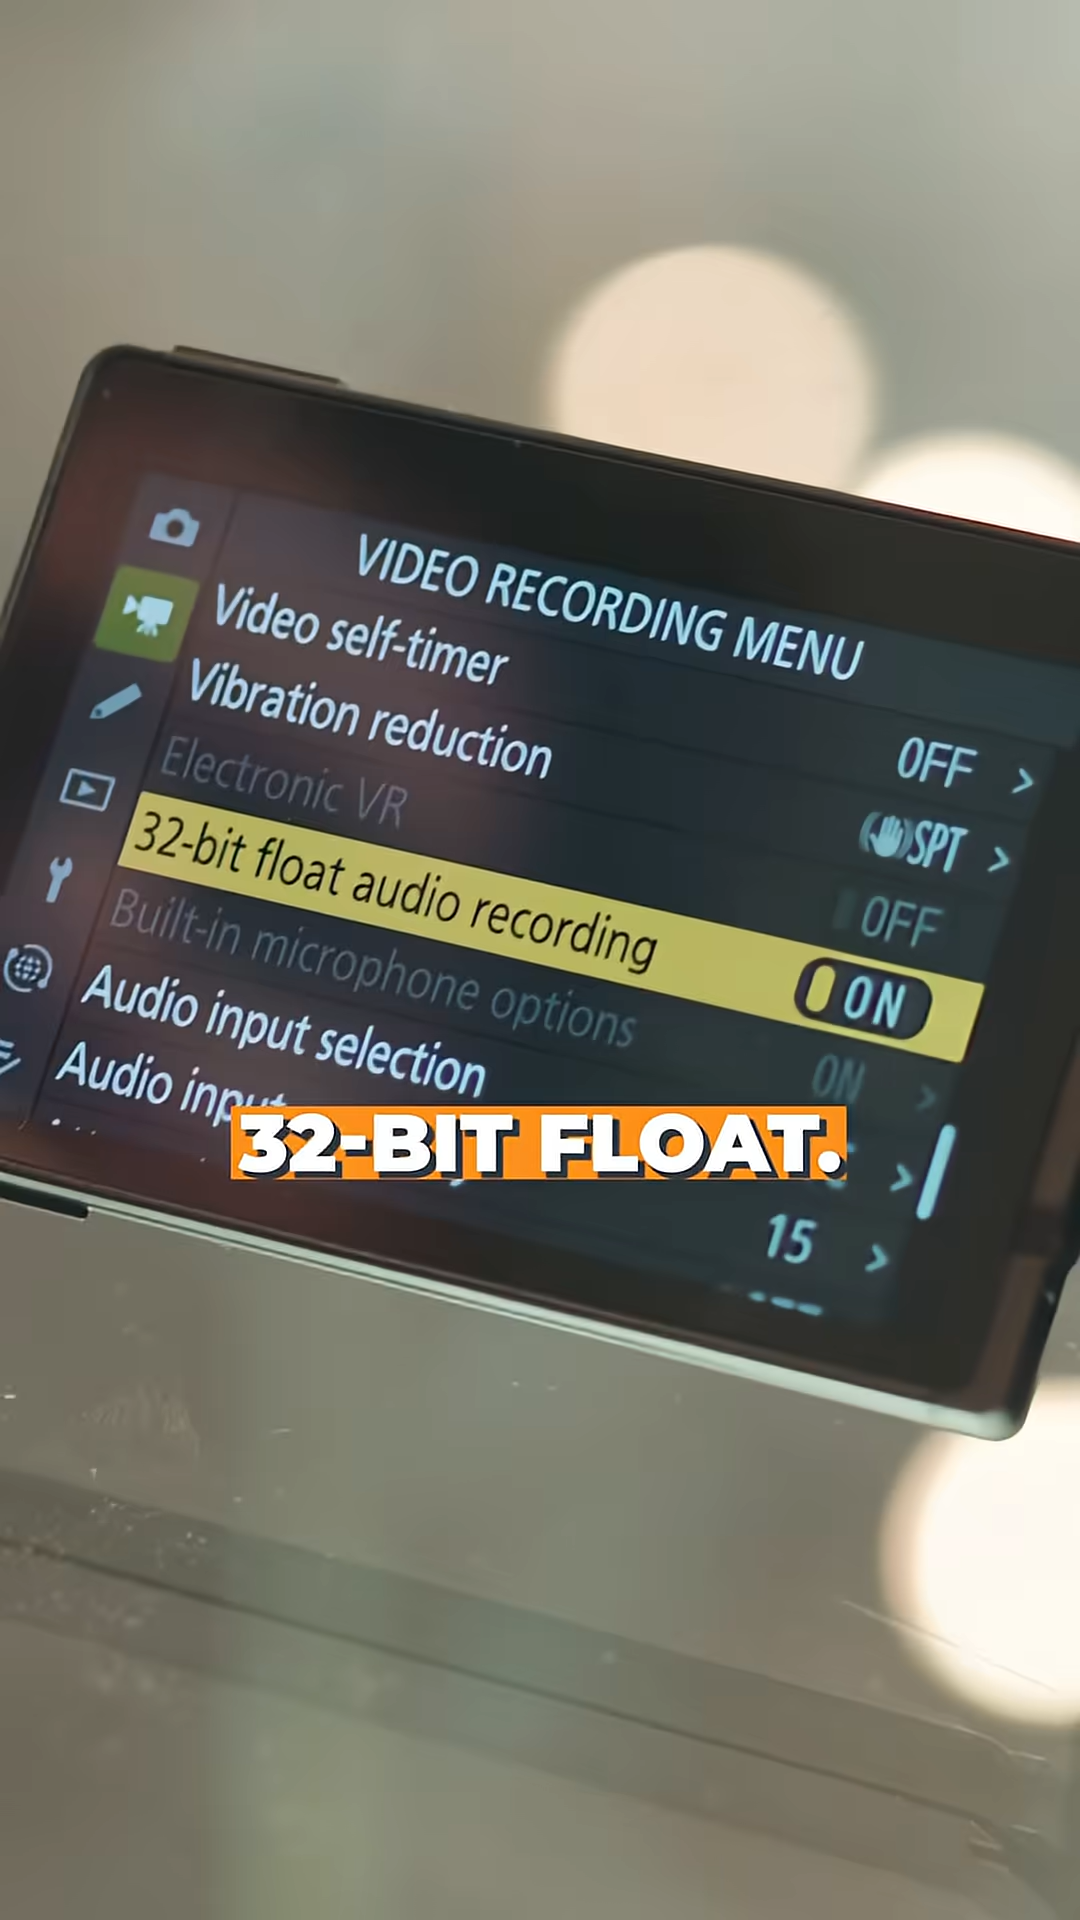 VIDEO RECORDING MENU
Video self-timer OFF >
Vibration reduction SPT >
Electronic VR OFF
32-bit float audio recording ON
Built-in microphone options ON >
Audio input selection >
Audio 15 >
32-BIT FLOAT.